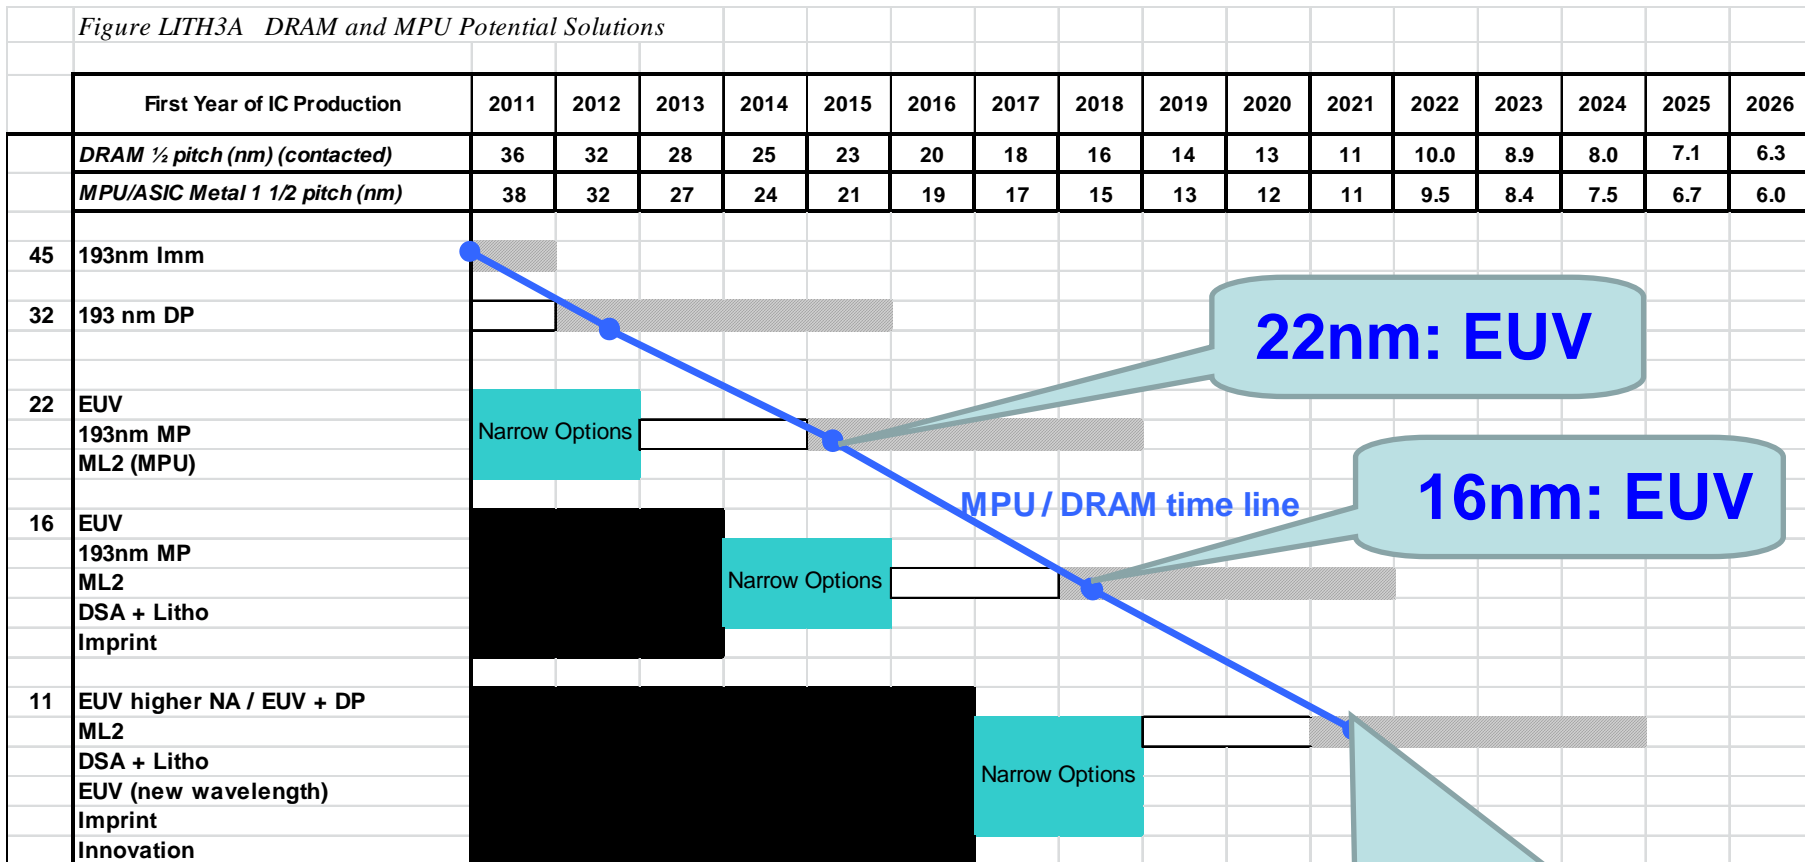 Figure LITH3A   DRAM and MPU Potential Solutions
First Year of IC Production 2011 2012 2013 2014 2015 2016 2017 2018 2019 2020 2021 2022 2023 2024 2025 2026
DRAM ½ pitch (nm) (contacted) 36 32 28 25 23 20 18 16 14 13 11 10.0 8.9 8.0 7.1 6.3
MPU/ASIC Metal 1 1/2 pitch (nm) 38 32 27 24 21 19 17 15 13 12 11 9.5 8.4 7.5 6.7 6.0
45 193nm Imm
32 193 nm DP
22nm: EUV
22 EUV
193nm MP
Narrow Options
ML2 (MPU)
MPU / DRAM time line
16nm: EUV
16 EUV
193nm MP
ML2
Narrow Options
DSA + Litho
Imprint
11 EUV higher NA / EUV + DP
ML2
DSA + Litho
Narrow Options
EUV (new wavelength)
Imprint
Innovation